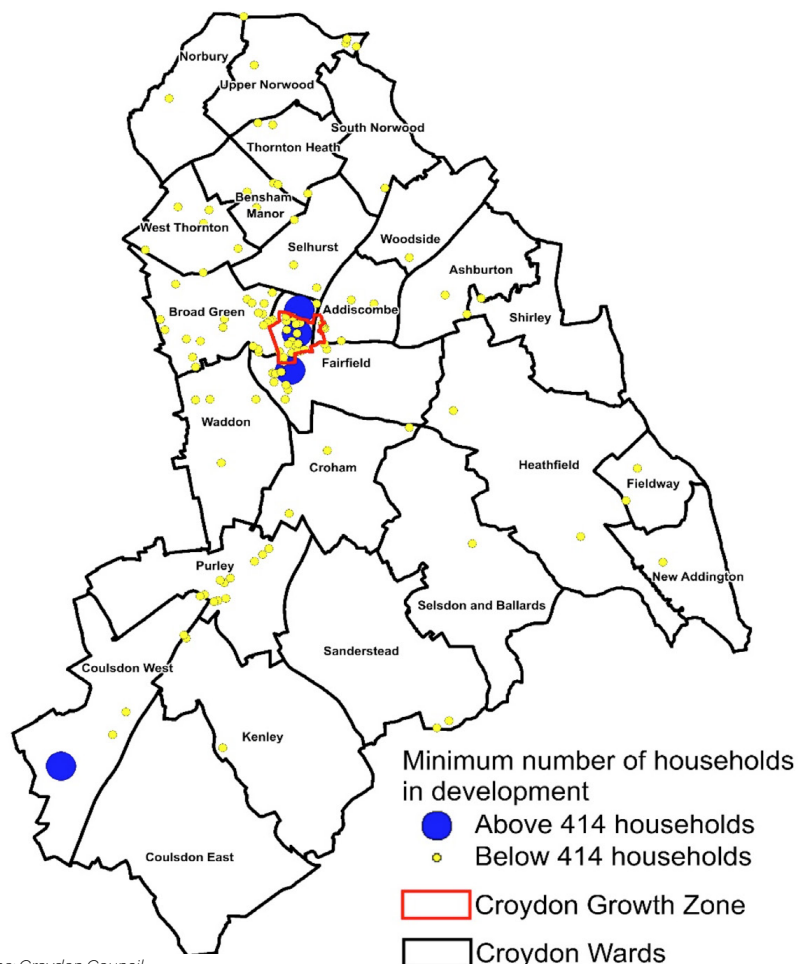 Norbury
Upper Norwood
South Norwood
Thornton Heath
Bensham
Manor
West Thornton
Woodside
Selhurst
Ashburton
Broad Green
Addiscombe
Shirley
Fairfield
Waddon
Croham
Heathfield
Fieldway
Purley
New Addington
Selsdon and Ballards
Sanderstead
Coulsdon West
Kenley
Coulsdon East
Minimum number of households
in development
Above 414 households
Below 414 households
Croydon Growth Zone
Croydon Wards
Croydon Council